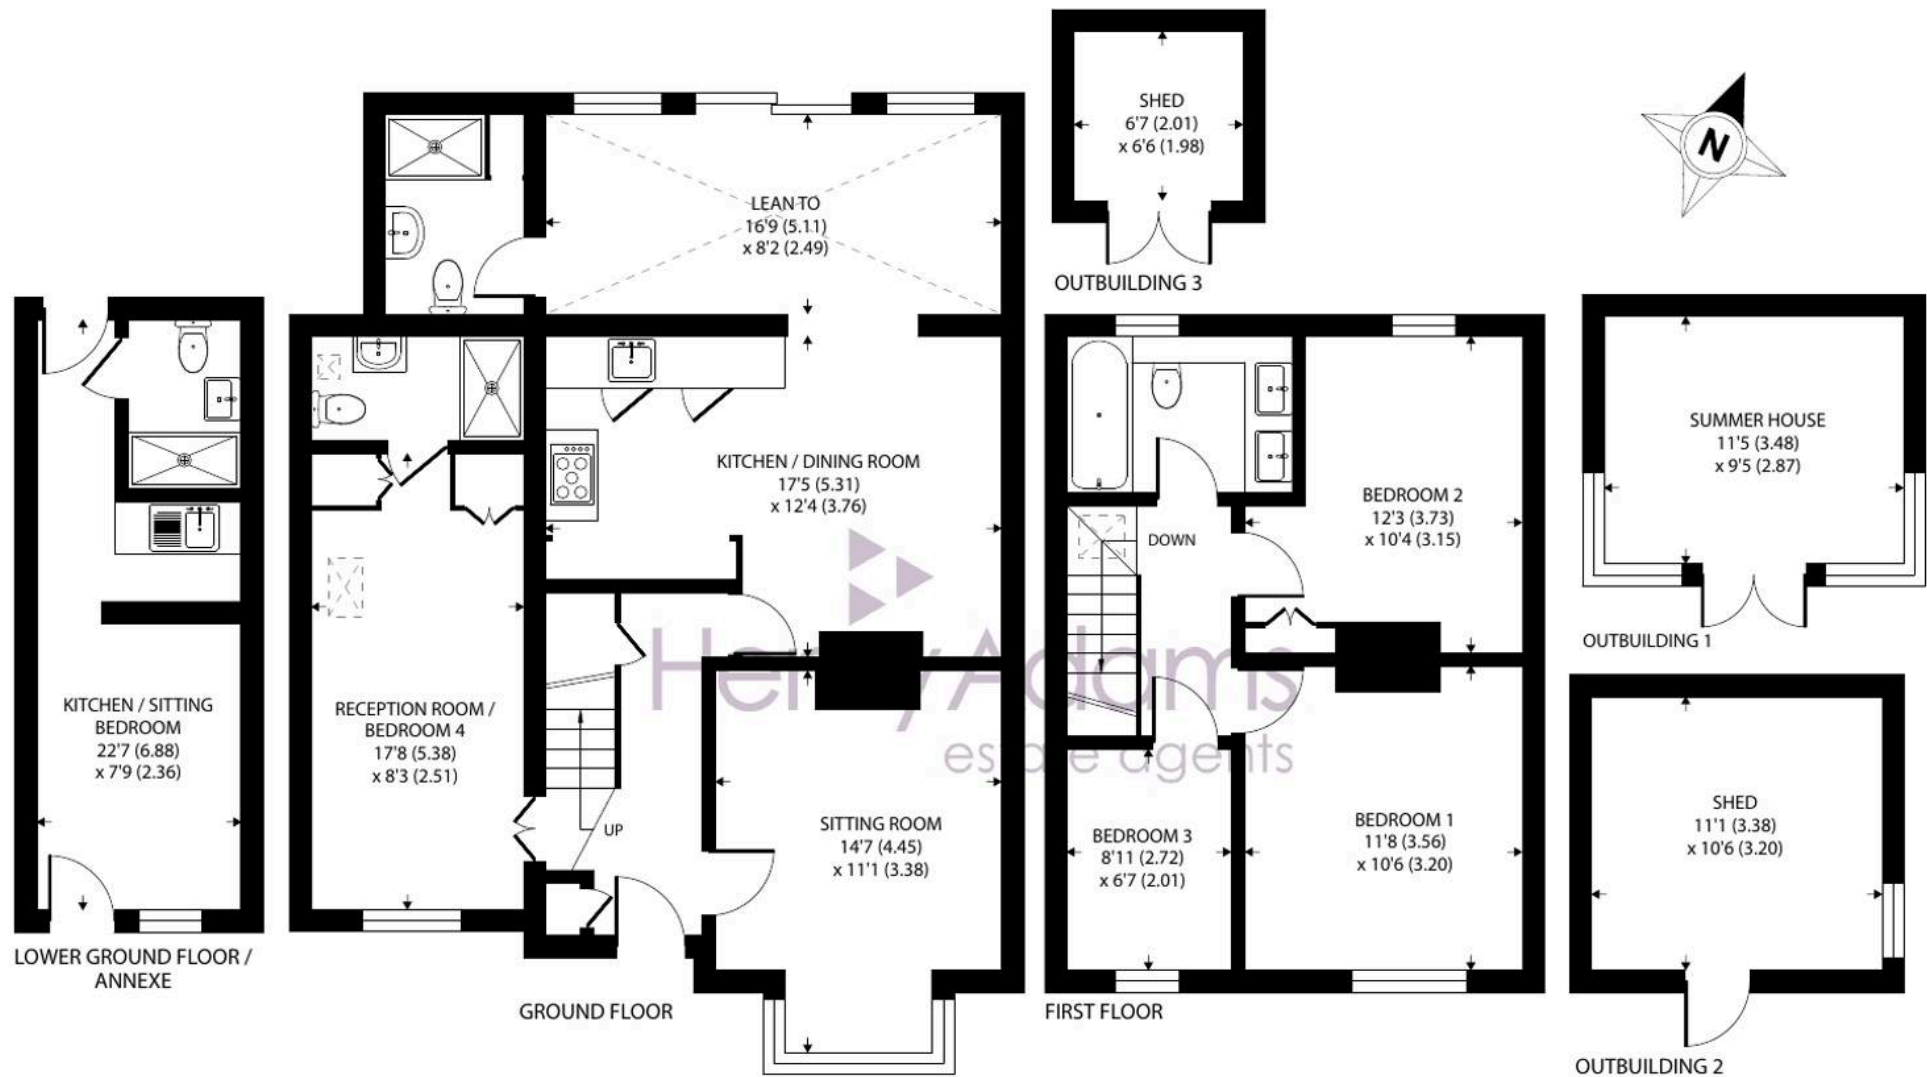 SHED
6'7 (2.01)
x 6'6 (1.98)
OUTBUILDING 3
N
LEAN TO
16'9 (5.11)
x 8'2 (2.49)
KITCHEN / DINING ROOM
17'5 (5.31)
x 12'4 (3.76)
RECEPTION ROOM /
BEDROOM 4
17'8 (5.38)
x 8'3 (2.51)
UP
SITTING ROOM
14'7 (4.45)
x 11'1 (3.38)
GROUND FLOOR
KITCHEN / SITTING
BEDROOM
22'7 (6.88)
x 7'9 (2.36)
LOWER GROUND FLOOR /
ANNEXE
DOWN
BEDROOM 2
12'3 (3.73)
x 10'4 (3.15)
BEDROOM 3
8'11 (2.72)
x 6'7 (2.01)
BEDROOM 1
11'8 (3.56)
x 10'6 (3.20)
FIRST FLOOR
SUMMER HOUSE
11'5 (3.48)
x 9'5 (2.87)
OUTBUILDING 1
SHED
11'1 (3.38)
x 10'6 (3.20)
OUTBUILDING 2
Henry Adams
estate agents